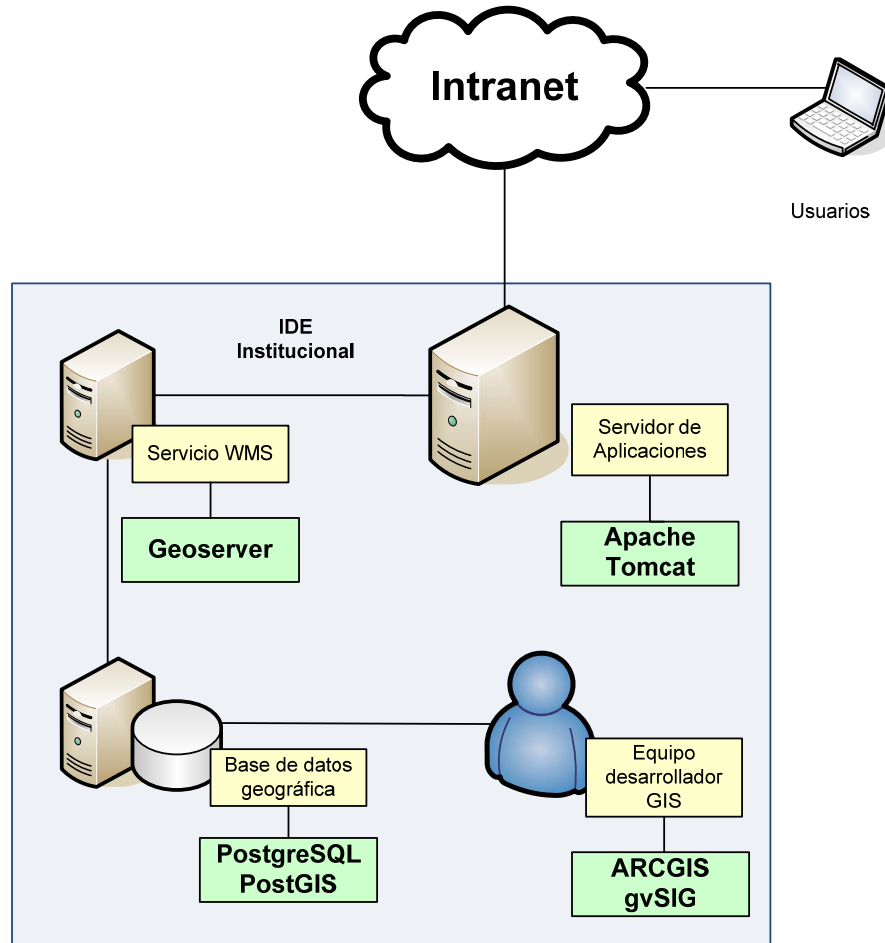 Intranet
Usuarios
IDE
Institucional
Servicio WMS
Geoserver
Servidor de
Aplicaciones
Apache
Tomcat
Base de datos
geográfica
PostgreSQL
PostGIS
Equipo
desarrollador
GIS
ARCGIS
gvSIG